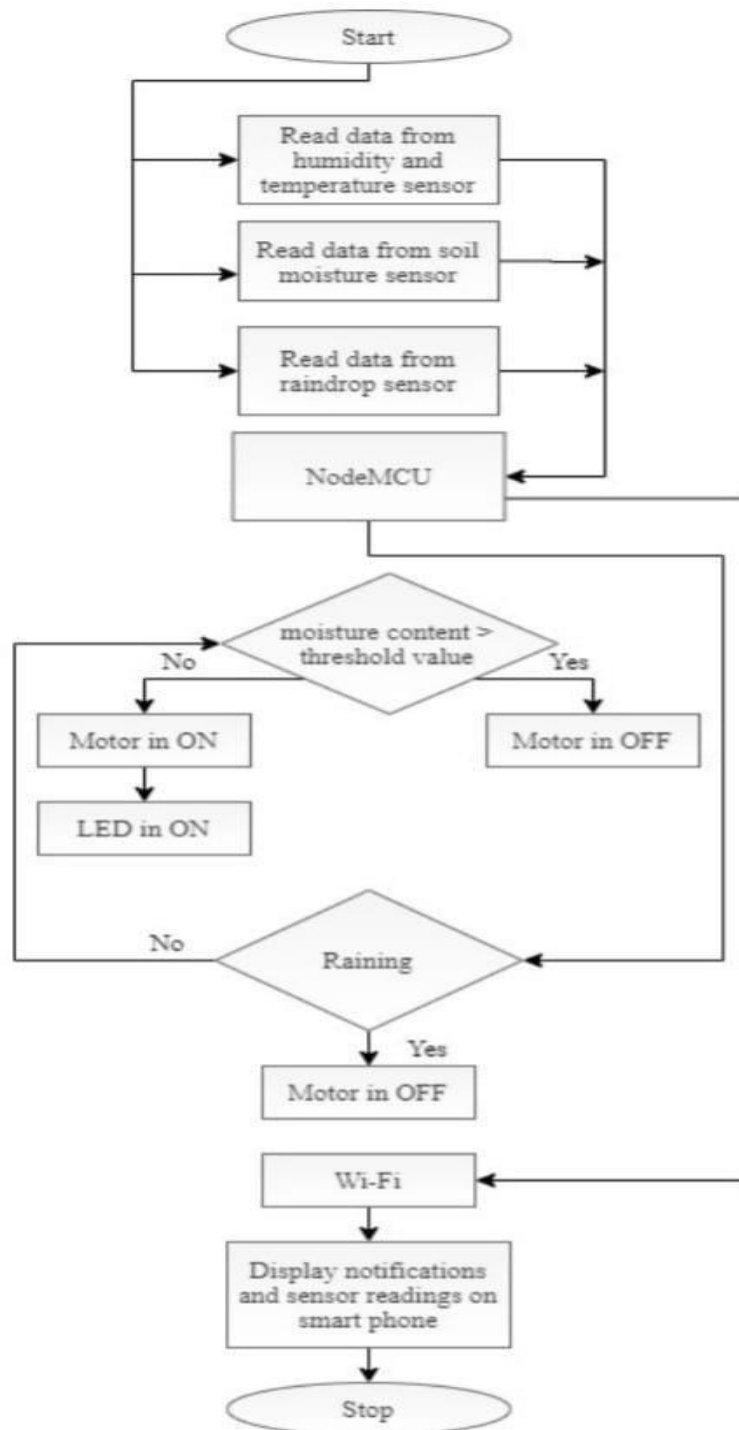 Start
Read data from
humidity and
temperature sensor
Read data from soil
moisture sensor
Read data from
raindrop sensor
NodeMCU
moisture content >
threshold value
No
Yes
Motor in ON
Motor in OFF
LED in ON
No
Raining
Yes
Motor in OFF
Wi-Fi
Display notifications
and sensor readings on
smart phone
Stop